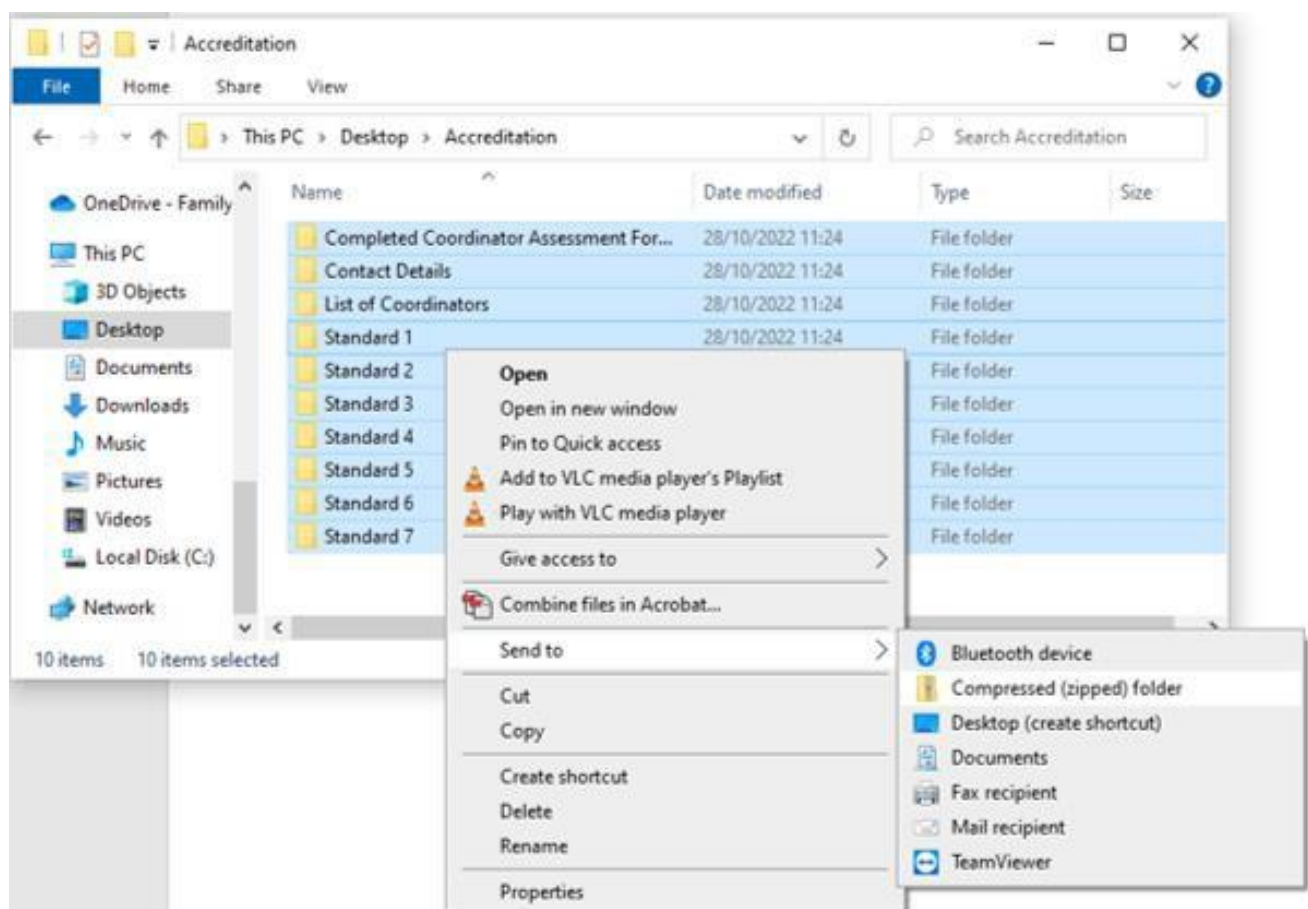 Accreditation
File Home Share View
This PC > Desktop > Accreditation Search Accreditation
Name Date modified Type Size
OneDrive - Family
This PC
3D Objects
Desktop
Documents
Downloads
Music
Pictures
Videos
Local Disk (C:)
Network
Completed Coordinator Assessment For... 28/10/2022 11:24 File folder
Contact Details 28/10/2022 11:24 File folder
List of Coordinators 28/10/2022 11:24 File folder
Standard 1 28/10/2022 11:24 File folder
Standard 2 File folder
Standard 3 File folder
Standard 4 File folder
Standard 5 File folder
Standard 6 File folder
Standard 7 File folder
10 items 10 items selected
Open
Open in new window
Pin to Quick access
Add to VLC media player's Playlist
Play with VLC media player
Give access to
Combine files in Acrobat...
Send to
Cut
Copy
Create shortcut
Delete
Rename
Properties
Bluetooth device
Compressed (zipped) folder
Desktop (create shortcut)
Documents
Fax recipient
Mail recipient
TeamViewer